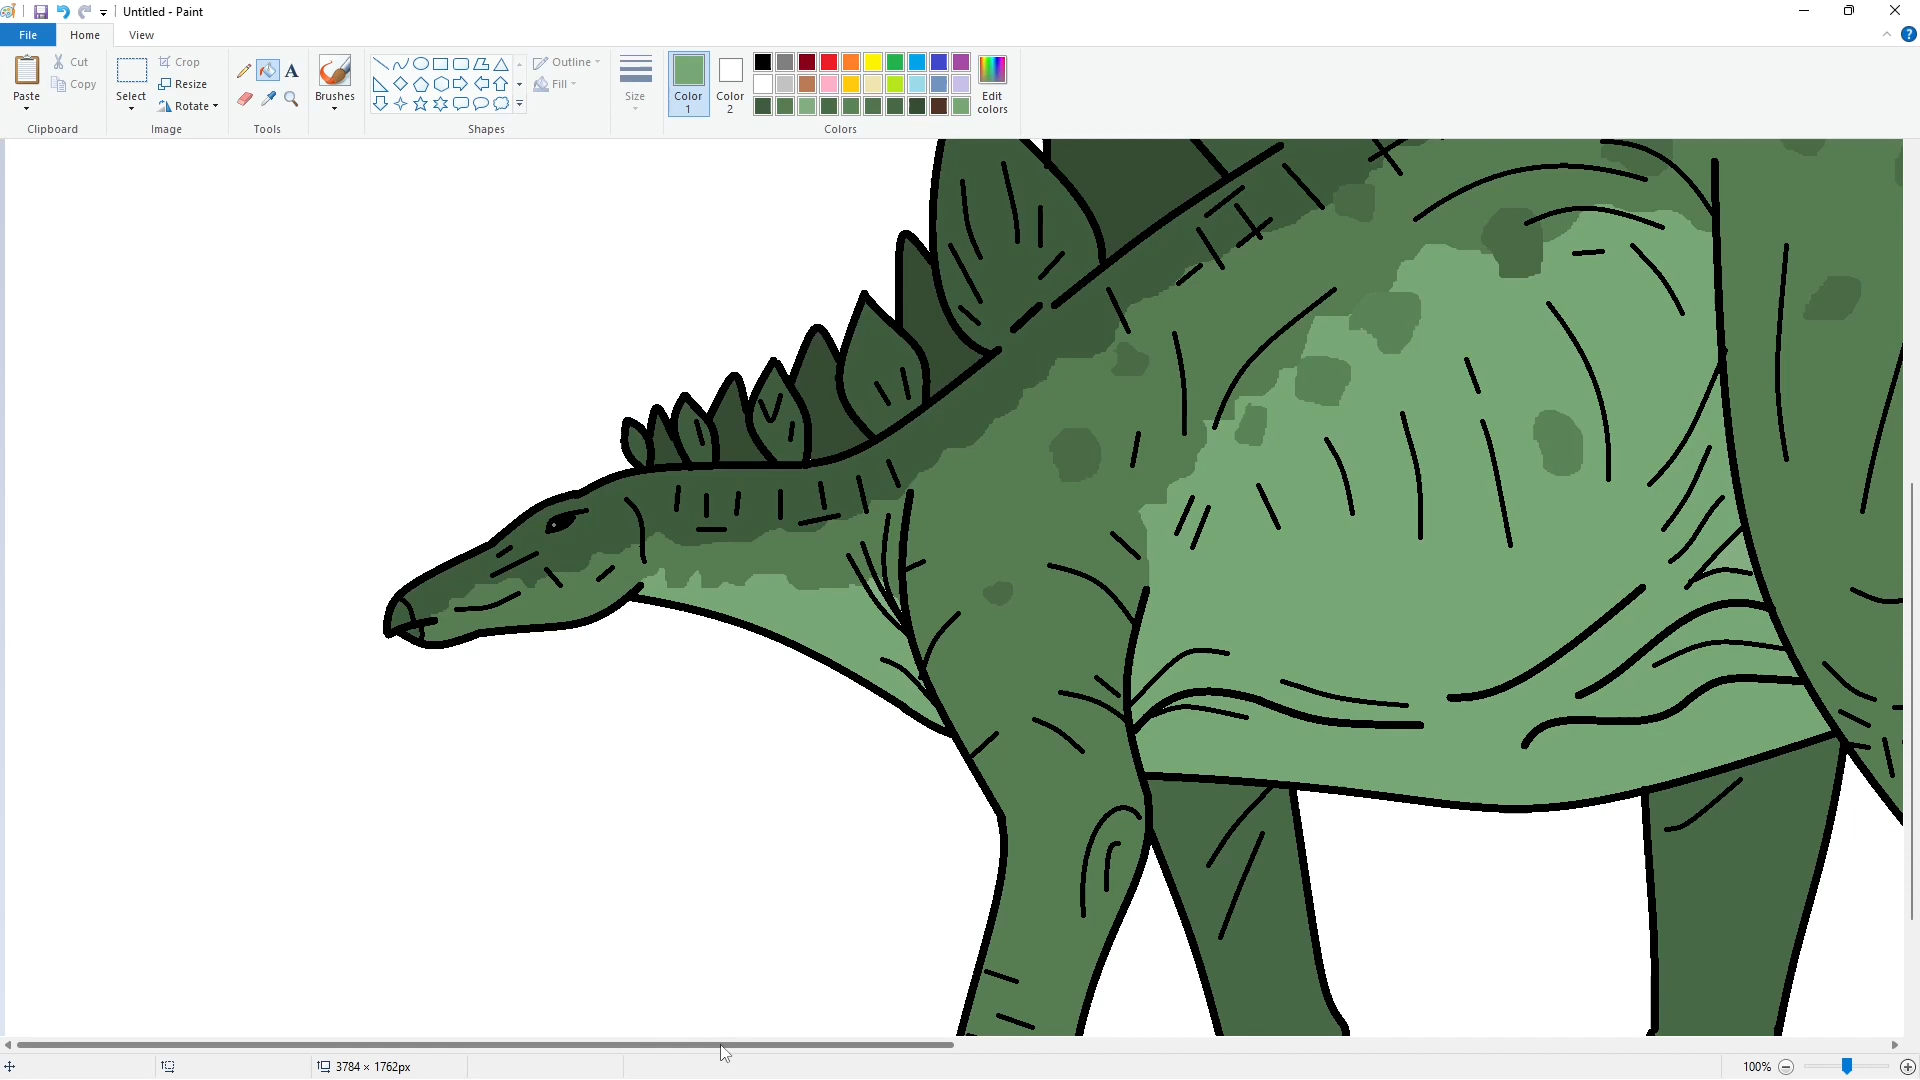 Untitled - Paint
File Home View
Paste
Cut
Copy
Clipboard
Select
Crop
Resize
Rotate
Image
A
Tools
Brushes
Outline
Fill
Shapes
Size
Color 1
Color 2
Edit colors
Colors
?
3784 × 1762px
100%